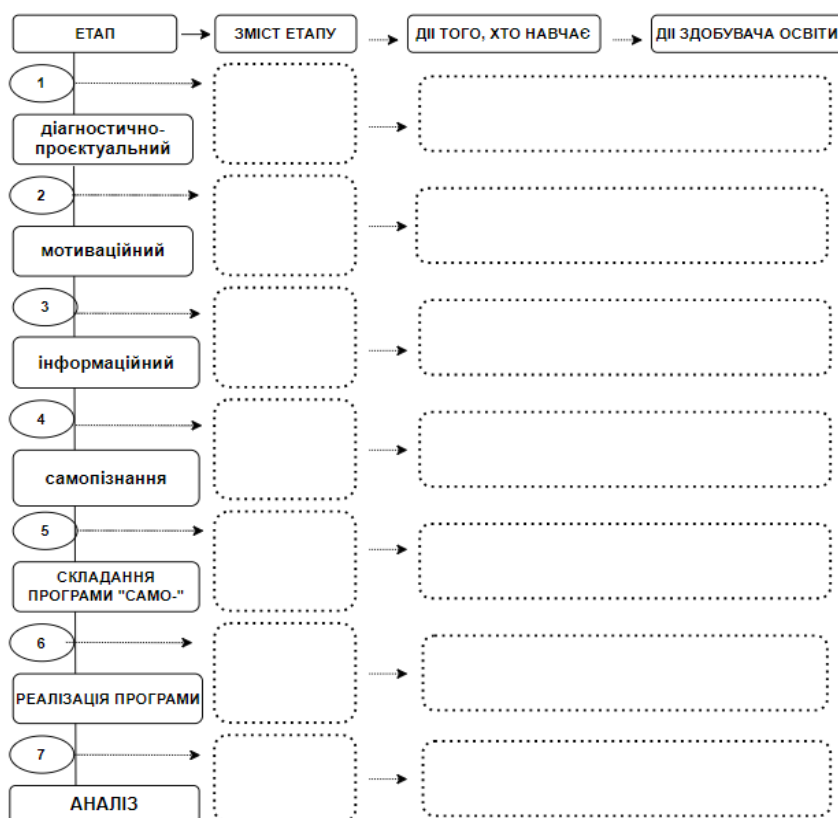 ЕТАП
ЗМІСТ ЕТАПУ
ДІЇ ТОГО, ХТО НАВЧАЄ
ДІЇ ЗДОБУВАЧА ОСВІТИ
1
діагностично-
проєктуальний
2
мотиваційний
3
інформаційний
4
самопізнання
5
СКЛАДАННЯ
ПРОГРАМИ "САМО-"
6
РЕАЛІЗАЦІЯ ПРОГРАМИ
7
АНАЛІЗ